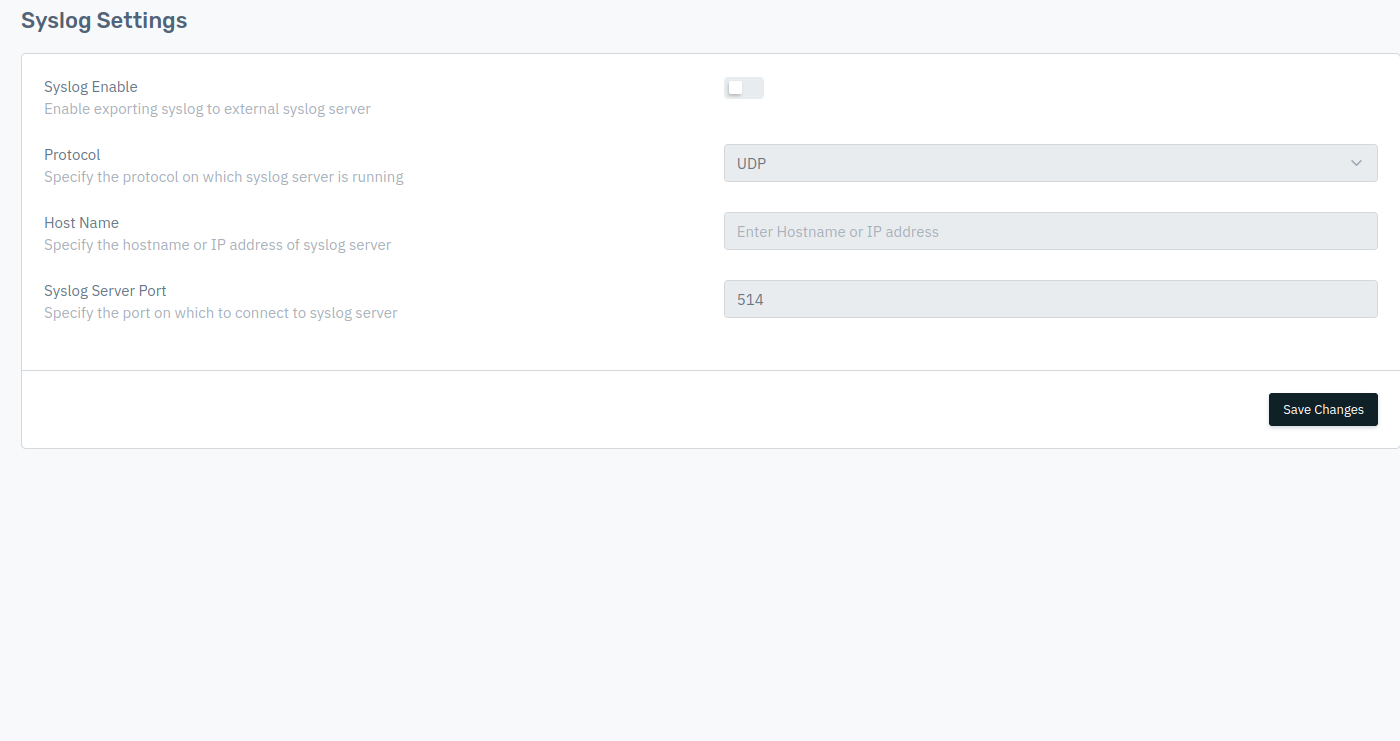 Syslog Settings
Syslog Enable
Enable exporting syslog to external syslog server
Protocol
Specify the protocol on which syslog server is running
UDP
Host Name
Specify the hostname or IP address of syslog server
Enter Hostname or IP address
Syslog Server Port
Specify the port on which to connect to syslog server
514
Save Changes